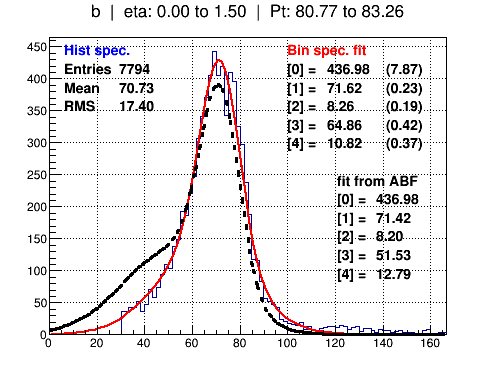 b | eta: 0.00 to 1.50 | Pt: 80.77 to 83.26
Hist spec.
Entries 7794
Mean 70.73
RMS 17.40
Bin spec. fit
[0] = 436.98 (7.87)
[1] = 71.62 (0.23)
[2] = 8.26 (0.19)
[3] = 64.86 (0.42)
[4] = 10.82 (0.37)
fit from ABF
[0] = 436.98
[1] = 71.42
[2] = 8.20
[3] = 51.53
[4] = 12.79
450
400
350
300
250
200
150
100
50
0
0 20 40 60 80 100 120 140 160